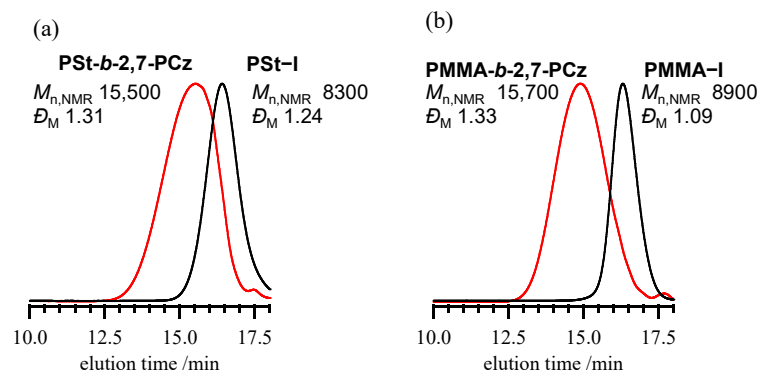 (a)
PSt-b-2,7-PCz
Mn,NMR 15,500
ĐM 1.31
PSt−I
Mn,NMR 8300
ĐM 1.24
10.0 12.5 15.0 17.5
elution time /min
(b)
PMMA-b-2,7-PCz
Mn,NMR 15,700
ĐM 1.33
PMMA−I
Mn,NMR 8900
ĐM 1.09
10.0 12.5 15.0 17.5
elution time /min